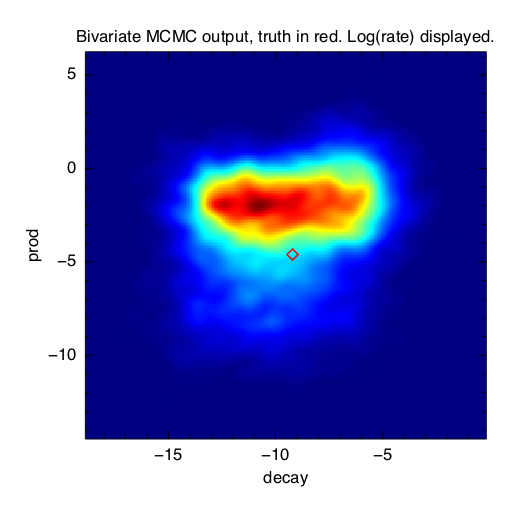 Bivariate MCMC output, truth in red. Log(rate) displayed.
5
0
−5
−10
prod
−15
−10
−5
decay